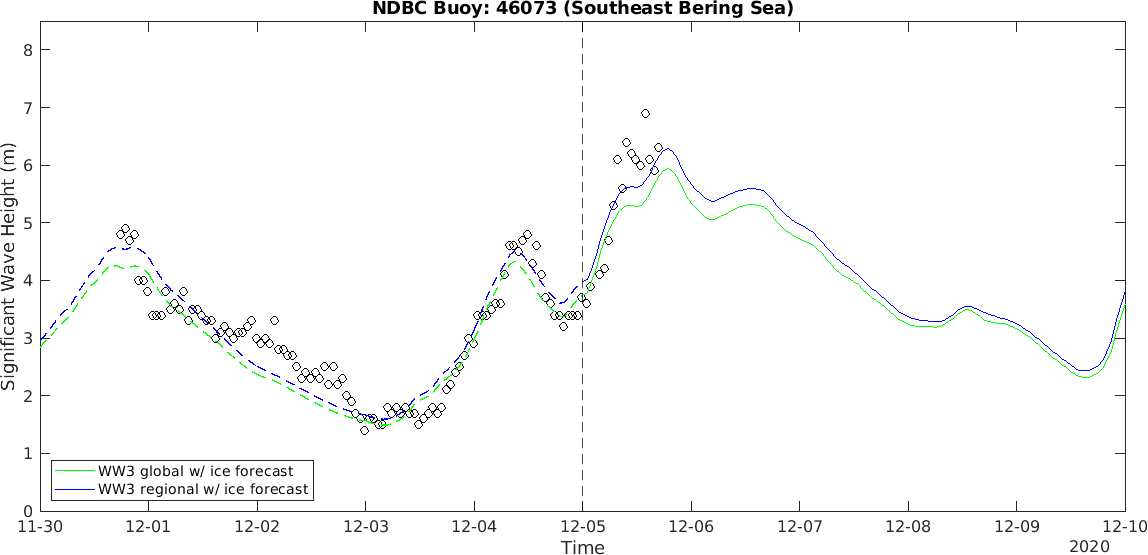 NDBC Buoy: 46073 (Southeast Bering Sea)
8
7
6
5
4
3
2
1
0
Significant Wave Height (m)
WW3 global w/ ice forecast
WW3 regional w/ ice forecast
11-30 12-01 12-02 12-03 12-04 12-05 12-06 12-07 12-08 12-09 12-10
Time
2020